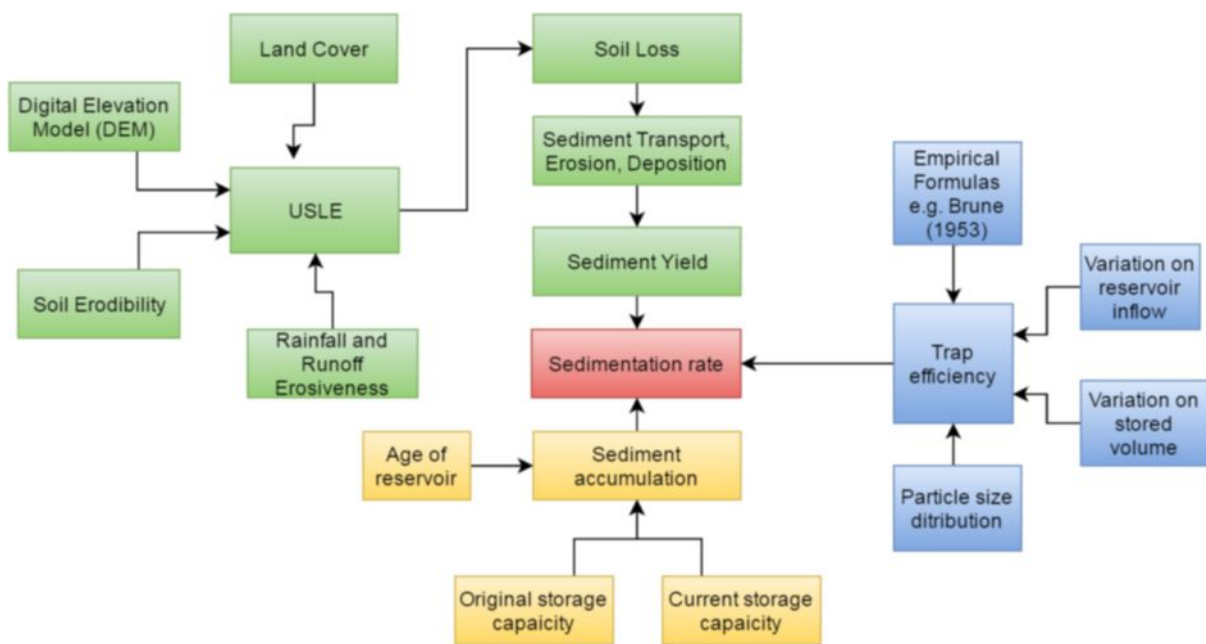 Land Cover
Soil Loss
Digital Elevation
Model (DEM)
Sediment Transport,
Erosion, Deposition
Empirical
Formulas
e.g. Brune
(1953)
USLE
Sediment Yield
Variation on
reservoir
inflow
Soil Erodibility
Rainfall and
Runoff
Erosiveness
Sedimentation rate
Trap
efficiency
Variation on
stored
volume
Age of
reservoir
Sediment
accumulation
Particle size
ditribution
Original storage
capaicity
Current storage
capaicity